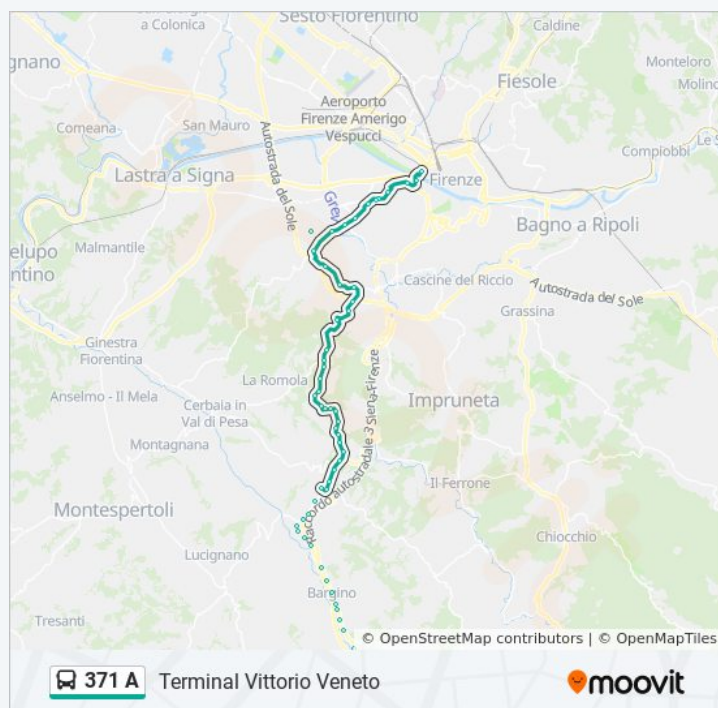 Sesto Fiorentino
a Colonica
Caldine
gnano
Monteloro
Molino
Fiesole
Aeroporto
Firenze Amerigo
Vespucci
San Mauro
Comeana
Compiobbi
Le S
Lastra a Signa
Autostrada del Sole
Firenze
Grev
Bagno a Ripoli
Malmantile
elupo
entino
Cascine del Riccio
Autostrada del Sole
Grassina
Ginestra
Fiorentina
La Romola
Anselmo - Il Mela
Cerbaia in
Val di Pesa
Impruneta
Raccordo autostradale 3 Siena-Firenze
Montagnana
Il Ferrone
Montespertoli
Chiocchio
Lucignano
Bargino
Tresanti
© OpenStreetMap contributors | © OpenMapTiles
371 A
Terminal Vittorio Veneto
moovit